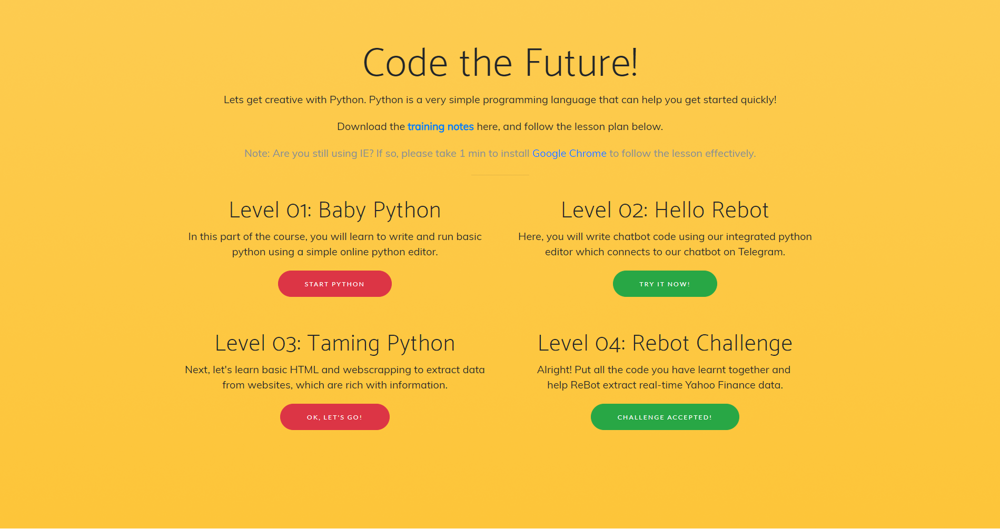 Code the Future!
Lets get creative with Python. Python is a very simple programming language that can help you get started quickly!
Download the training notes here, and follow the lesson plan below.
Note: Are you still using IE? If so, please take 1 min to install Google Chrome to follow the lesson effectively.
Level 01: Baby Python
In this part of the course, you will learn to write and run basic
python using a simple online python editor.
START PYTHON
Level 02: Hello Rebot
Here, you will write chatbot code using our integrated python
editor which connects to our chatbot on Telegram.
TRY IT NOW!
Level 03: Taming Python
Next, let's learn basic HTML and webscrapping to extract data
from websites, which are rich with information.
OK, LET'S GO!
Level 04: Rebot Challenge
Alright! Put all the code you have learnt together and
help ReBot extract real-time Yahoo Finance data.
CHALLENGE ACCEPTED!